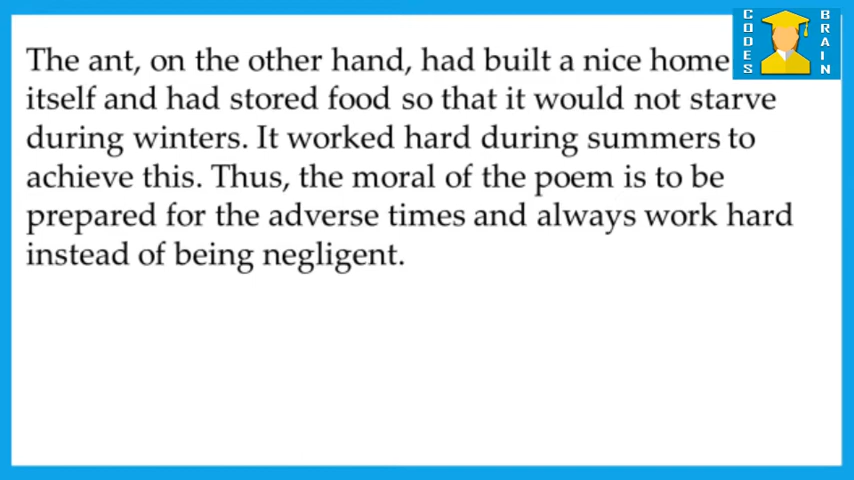 The ant, on the other hand, had built a nice home
itself and had stored food so that it would not starve
during winters. It worked hard during summers to
achieve this. Thus, the moral of the poem is to be
prepared for the adverse times and always work hard
instead of being negligent.
CODES
BRAIN